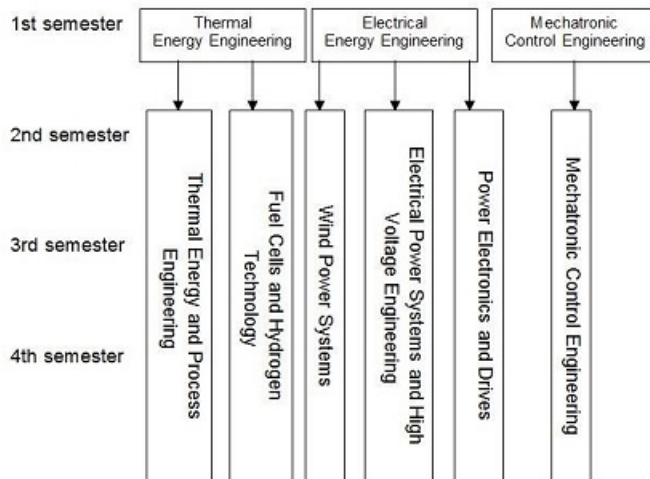 1st semester
Thermal
Energy Engineering
Electrical
Energy Engineering
Mechatronic
Control Engineering
2nd semester
3rd semester
4th semester
Thermal Energy and Process
Engineering
Fuel Cells and Hydrogen
Technology
Wind Power Systems
Electrical Power Systems and High
Voltage Engineering
Power Electronics and Drives
Mechatronic Control Engineering